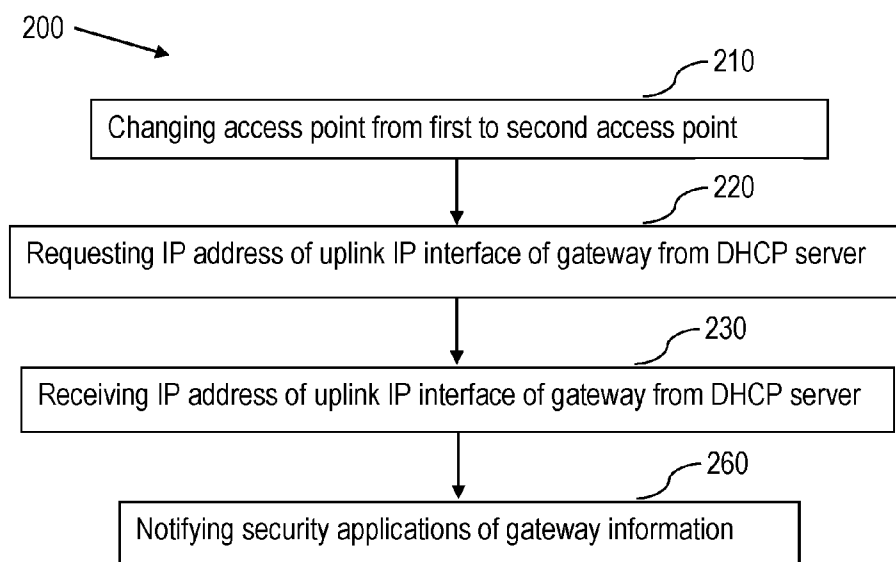 200
210
Changing access point from first to second access point
220
Requesting IP address of uplink IP interface of gateway from DHCP server
230
Receiving IP address of uplink IP interface of gateway from DHCP server
260
Notifying security applications of gateway information